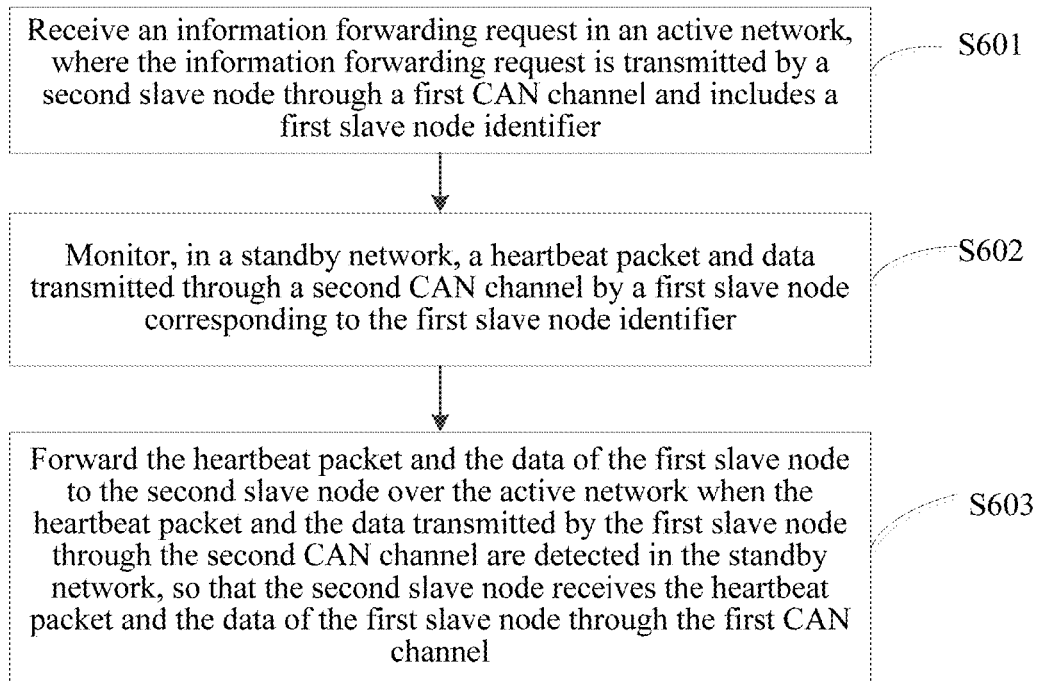 Receive an information forwarding request in an active network,
where the information forwarding request is transmitted by a
second slave node through a first CAN channel and includes a
first slave node identifier
S601
Monitor, in a standby network, a heartbeat packet and data
transmitted through a second CAN channel by a first slave node
corresponding to the first slave node identifier
S602
Forward the heartbeat packet and the data of the first slave node
to the second slave node over the active network when the
heartbeat packet and the data transmitted by the first slave node
through the second CAN channel are detected in the standby
network, so that the second slave node receives the heartbeat
packet and the data of the first slave node through the first CAN
channel
S603